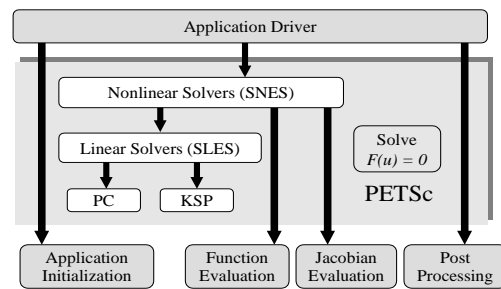 Application Driver
Nonlinear Solvers (SNES)
Linear Solvers (SLES)
PC
KSP
Solve
F(u) = 0
PETSc
Application
Initialization
Function
Evaluation
Jacobian
Evaluation
Post
Processing